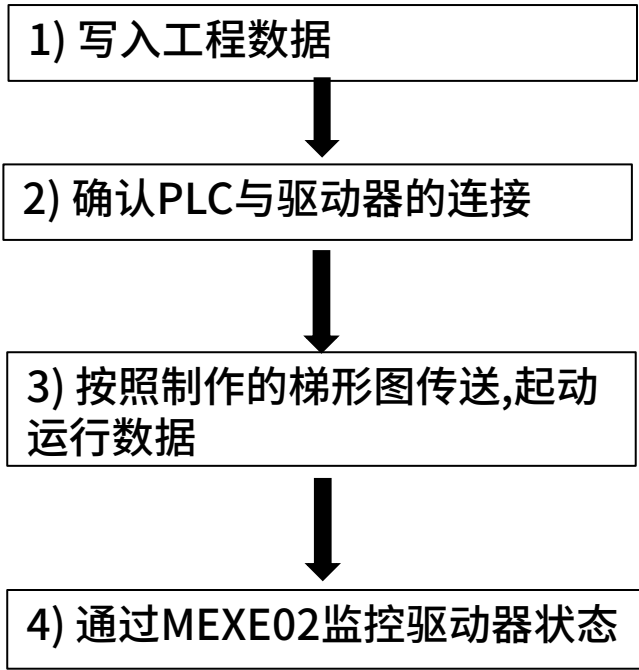 1) 写入工程数据
2) 确认PLC与驱动器的连接
3) 按照制作的梯形图传送,起动
运行数据
4) 通过MEXE02监控驱动器状态